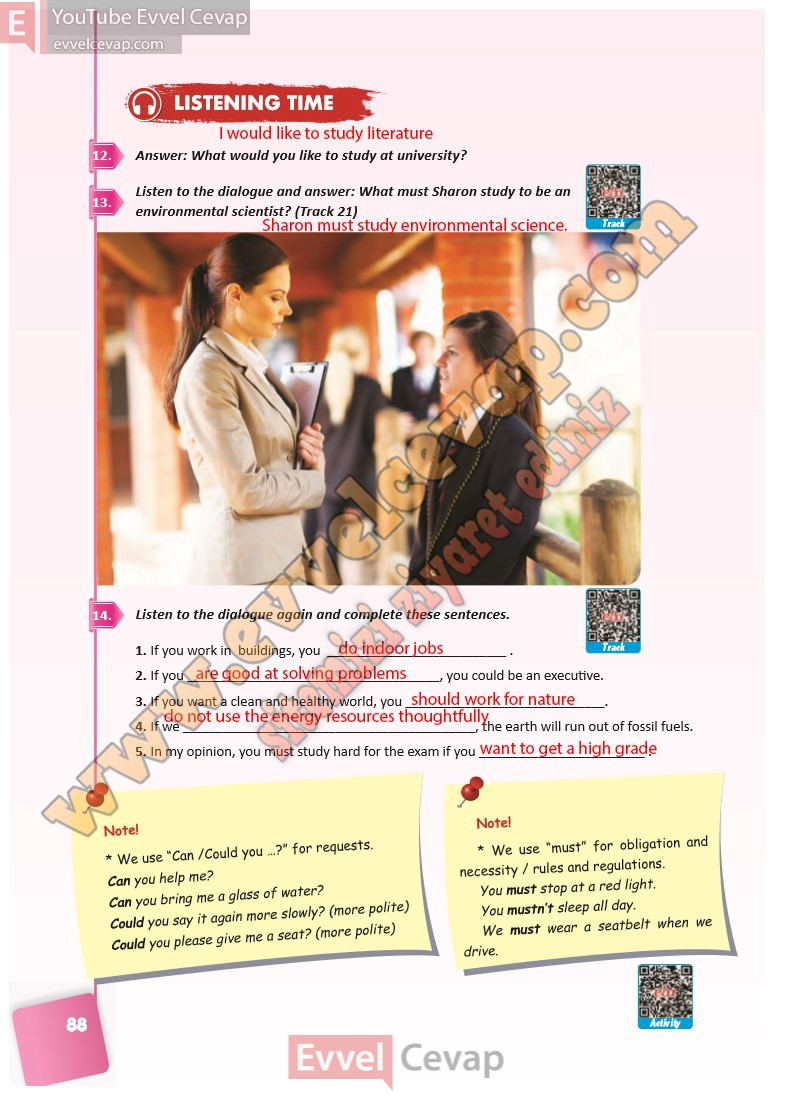 YouTube Evvel Cevap
E
evvelcevap.com
LISTENING TIME
I would like to study literature
12. Answer: What would you like to study at university?
13. Listen to the dialogue and answer: What must Sharon study to be an
environmental scientist? (Track 21)
Track
Sharon must study environmental science.
www.evvelcevap.com
sitemizi ziyaret ediniz
14. Listen to the dialogue again and complete these sentences.
Track
1. If you work in buildings, you do indoor jobs.
2. If you are good at solving problems, you could be an executive.
3. If you want a clean and healthy world, you should work for nature.
do not use the energy resources thoughtfully
4. If we ____, the earth will run out of fossil fuels.
5. In my opinion, you must study hard for the exam if you want to get a high grade.
Note!
* We use “Can /Could you ...?” for requests.
Can you help me?
Can you bring me a glass of water?
Could you say it again more slowly? (more polite)
Could you please give me a seat? (more polite)
Note!
* We use “must” for obligation and
necessity / rules and regulations.
You must stop at a red light.
You mustn’t sleep all day.
We must wear a seatbelt when we
drive.
Activity
88
Evvel Cevap